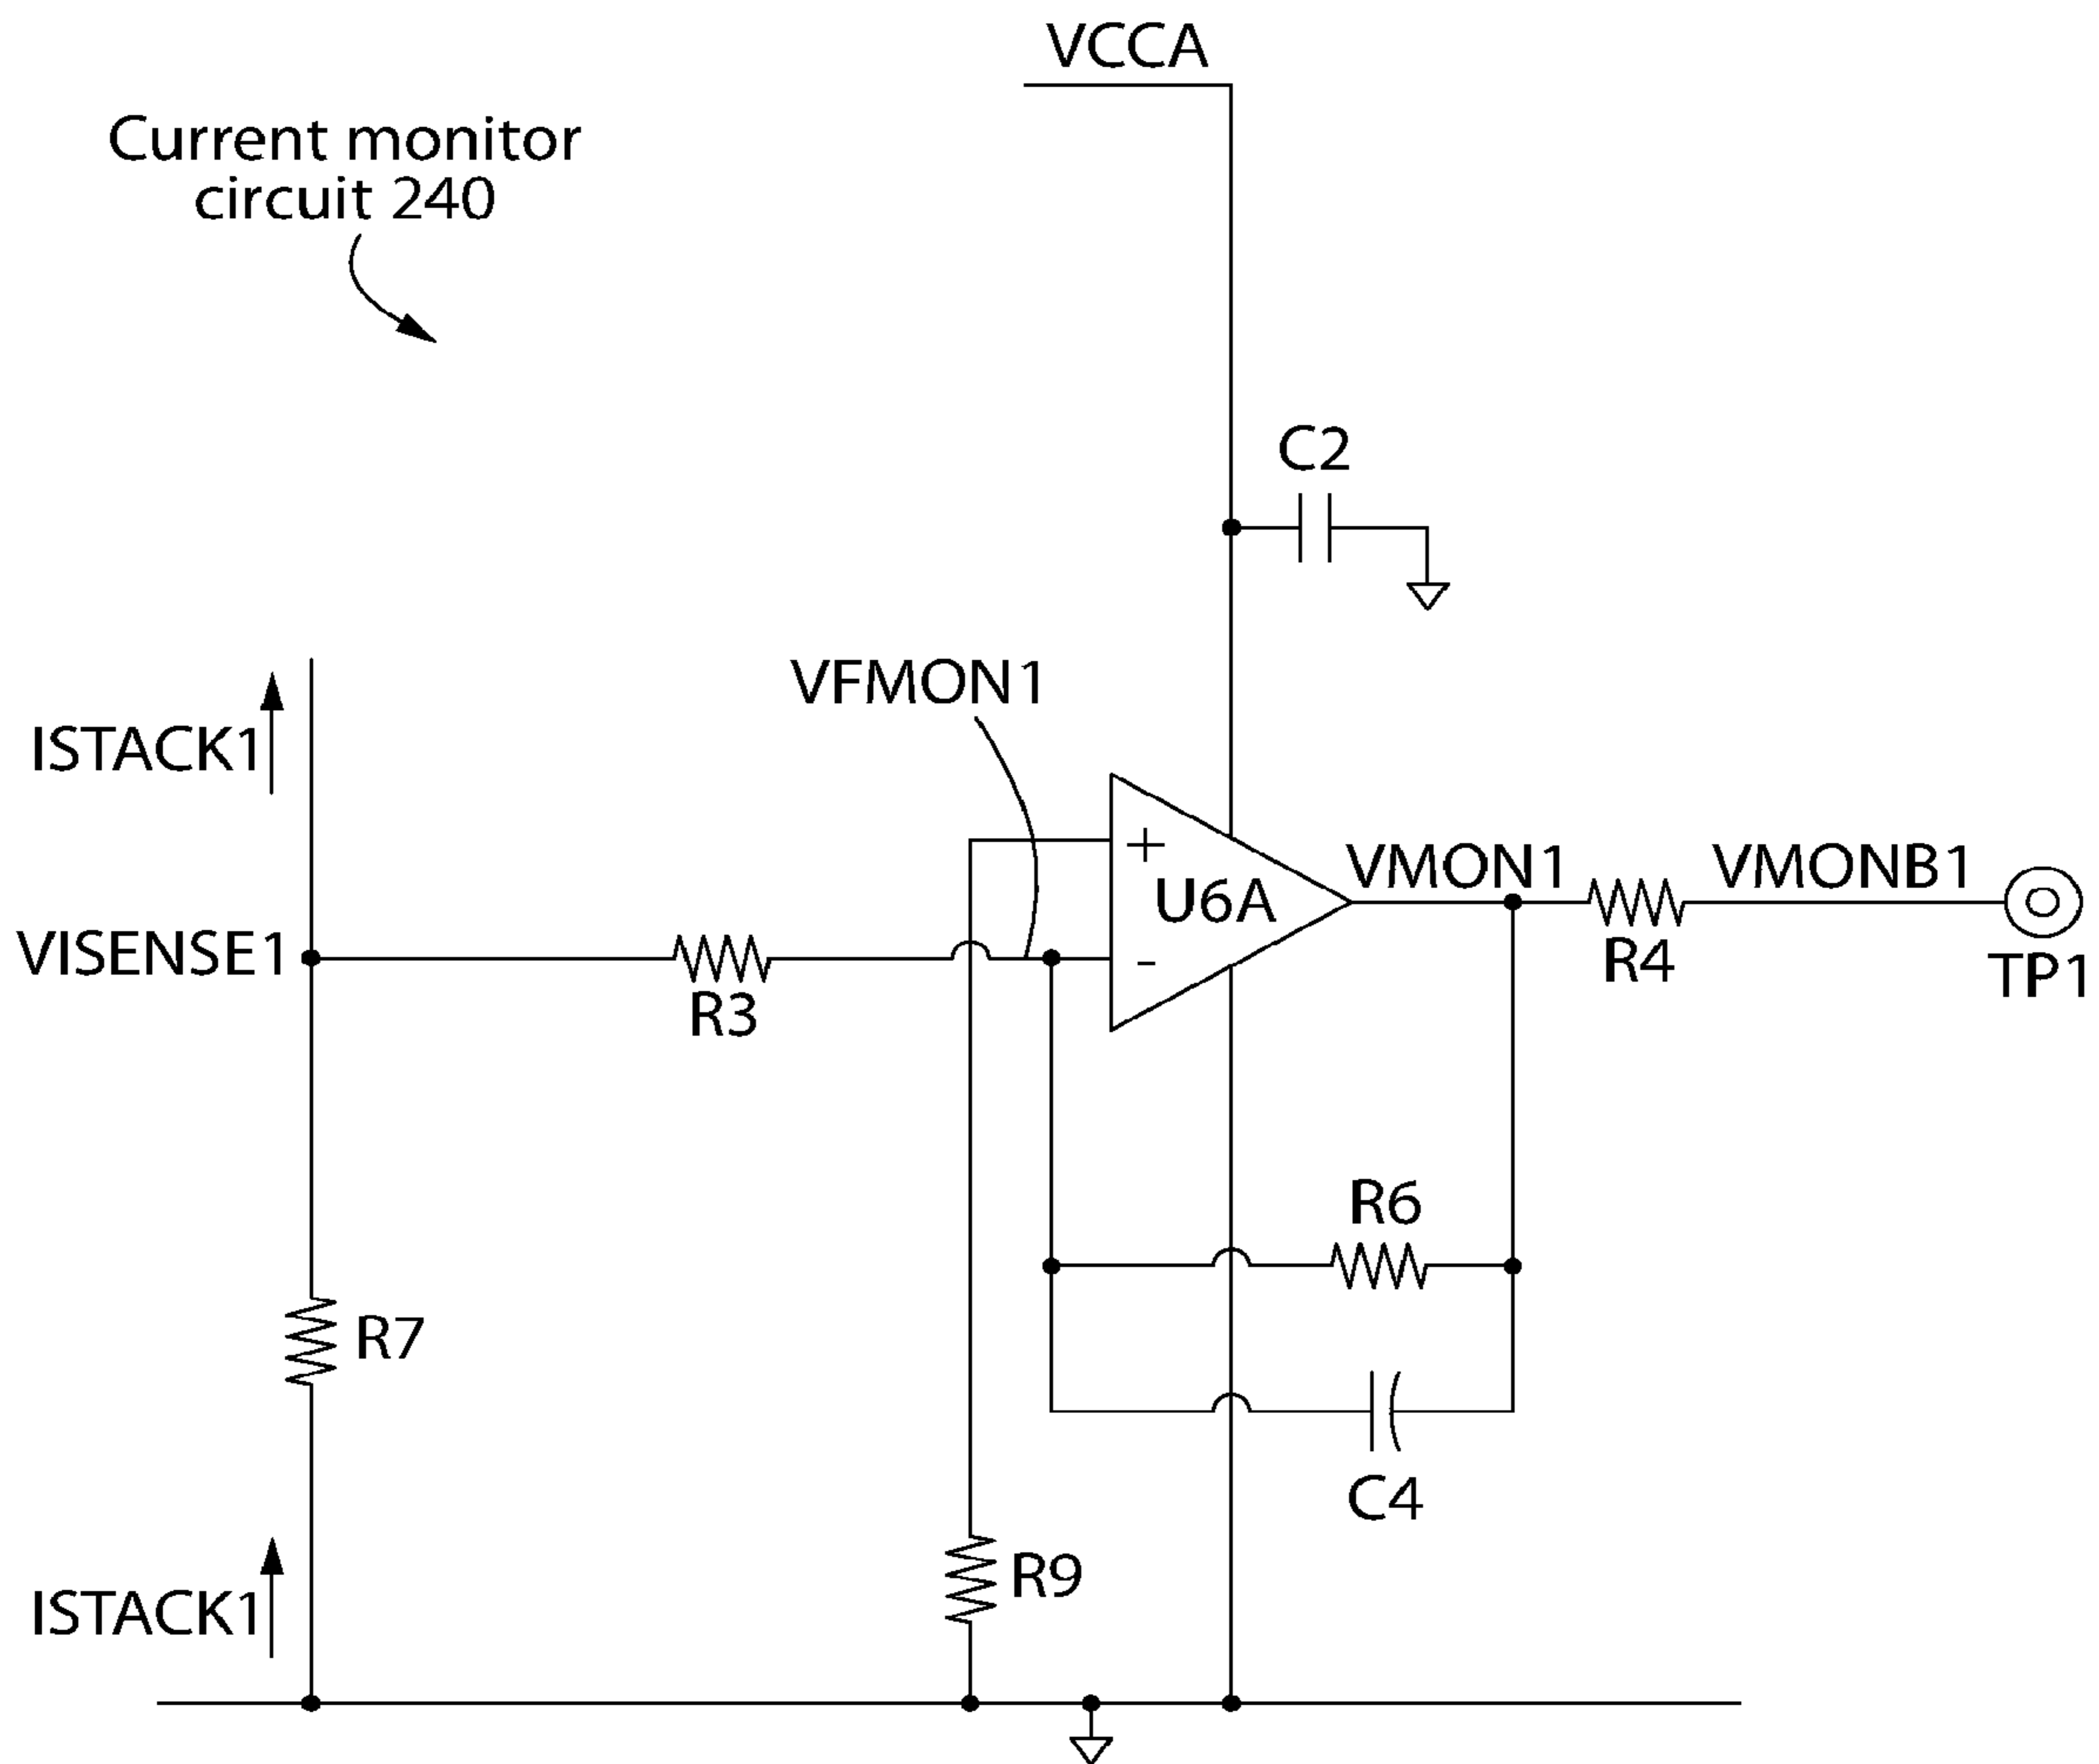 VCCA
Current monitor
circuit 240
C2
VFMON1
ISTACK1
+
U6A
VMON1
VMONB1
VISENSE1
-
R3
R4
TP1
R6
R7
C4
R9
ISTACK1